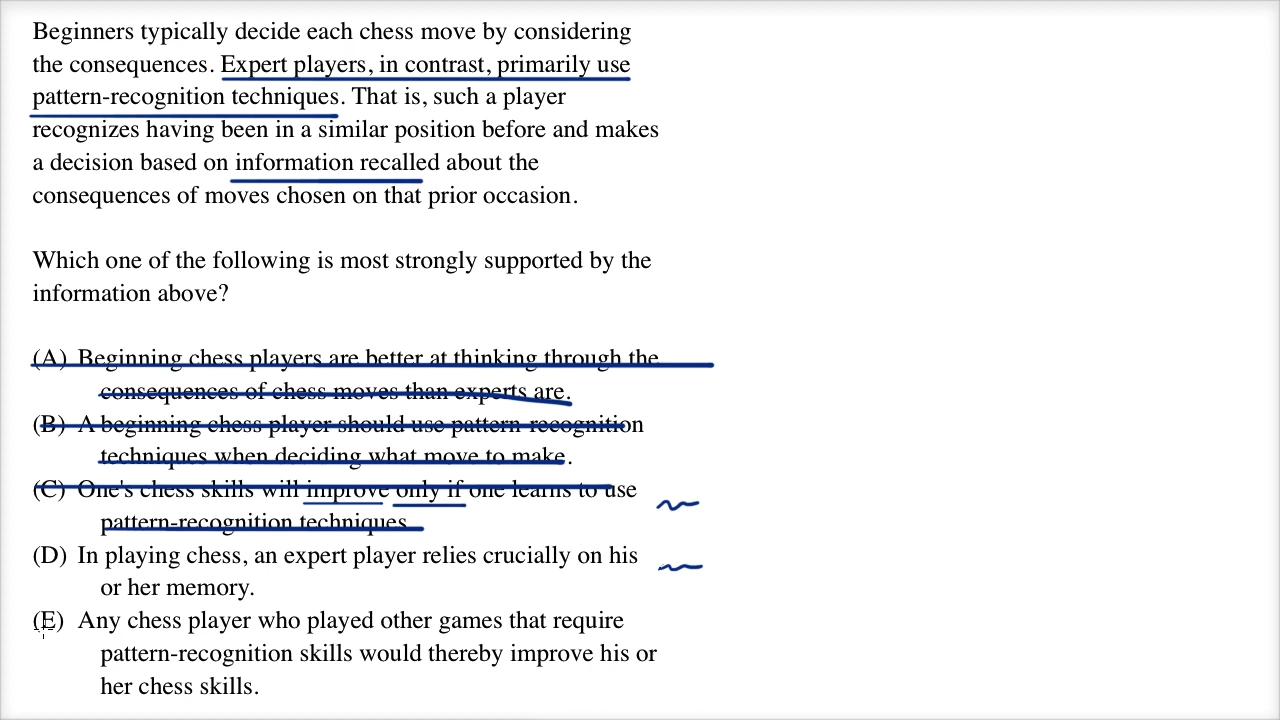 Beginners typically decide each chess move by considering
the consequences. Expert players, in contrast, primarily use
pattern-recognition techniques. That is, such a player
recognizes having been in a similar position before and makes
a decision based on information recalled about the
consequences of moves chosen on that prior occasion.
Which one of the following is most strongly supported by the
information above?
(A) Beginning chess players are better at thinking through the
consequences of chess moves than experts are.
(B) A beginning chess player should use pattern-recognition
techniques when deciding what move to make.
(C) One's chess skills will improve only if one learns to use
pattern-recognition techniques.
(D) In playing chess, an expert player relies crucially on his
or her memory.
(E) Any chess player who played other games that require
pattern-recognition skills would thereby improve his or
her chess skills.